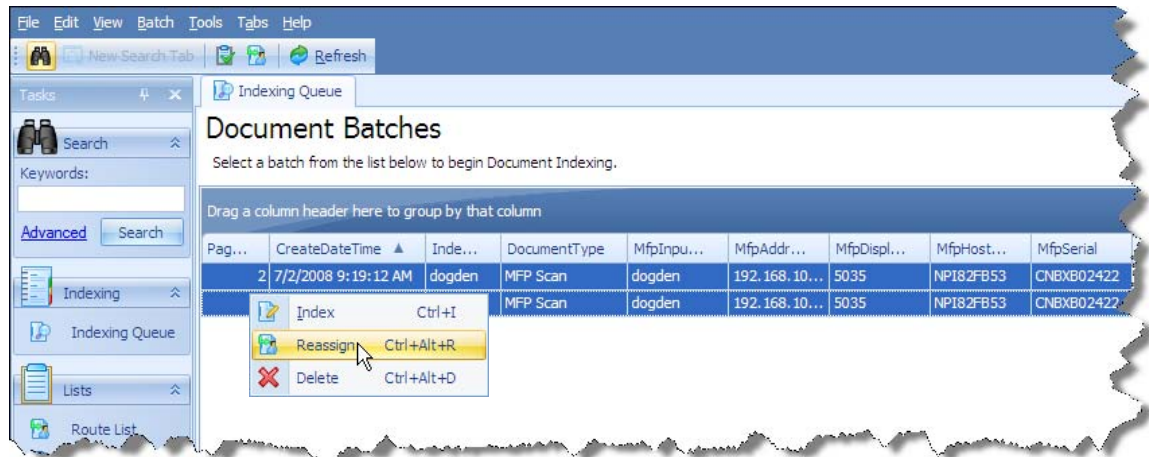 File Edit View Batch Tools Tabs Help
New Search Tab Refresh
Tasks
Indexing Queue
Search
Keywords:
Advanced Search
Indexing
Indexing Queue
Lists
Route List
Document Batches
Select a batch from the list below to begin Document Indexing.
Drag a column header here to group by that column
Pag... CreateDateTime Inde... DocumentType MfpInpu... MfpAddr... MfpDispl... MfpHost... MfpSerial
2 7/2/2008 9:19:12 AM dogden MFP Scan dogden 192.168.10... 5035 NPI82FB53 CNBXB02422
MFP Scan dogden 192.168.10... 5035 NPI82FB53 CNBXB02422
Index Ctrl+I
Reassign Ctrl+Alt+R
Delete Ctrl+Alt+D